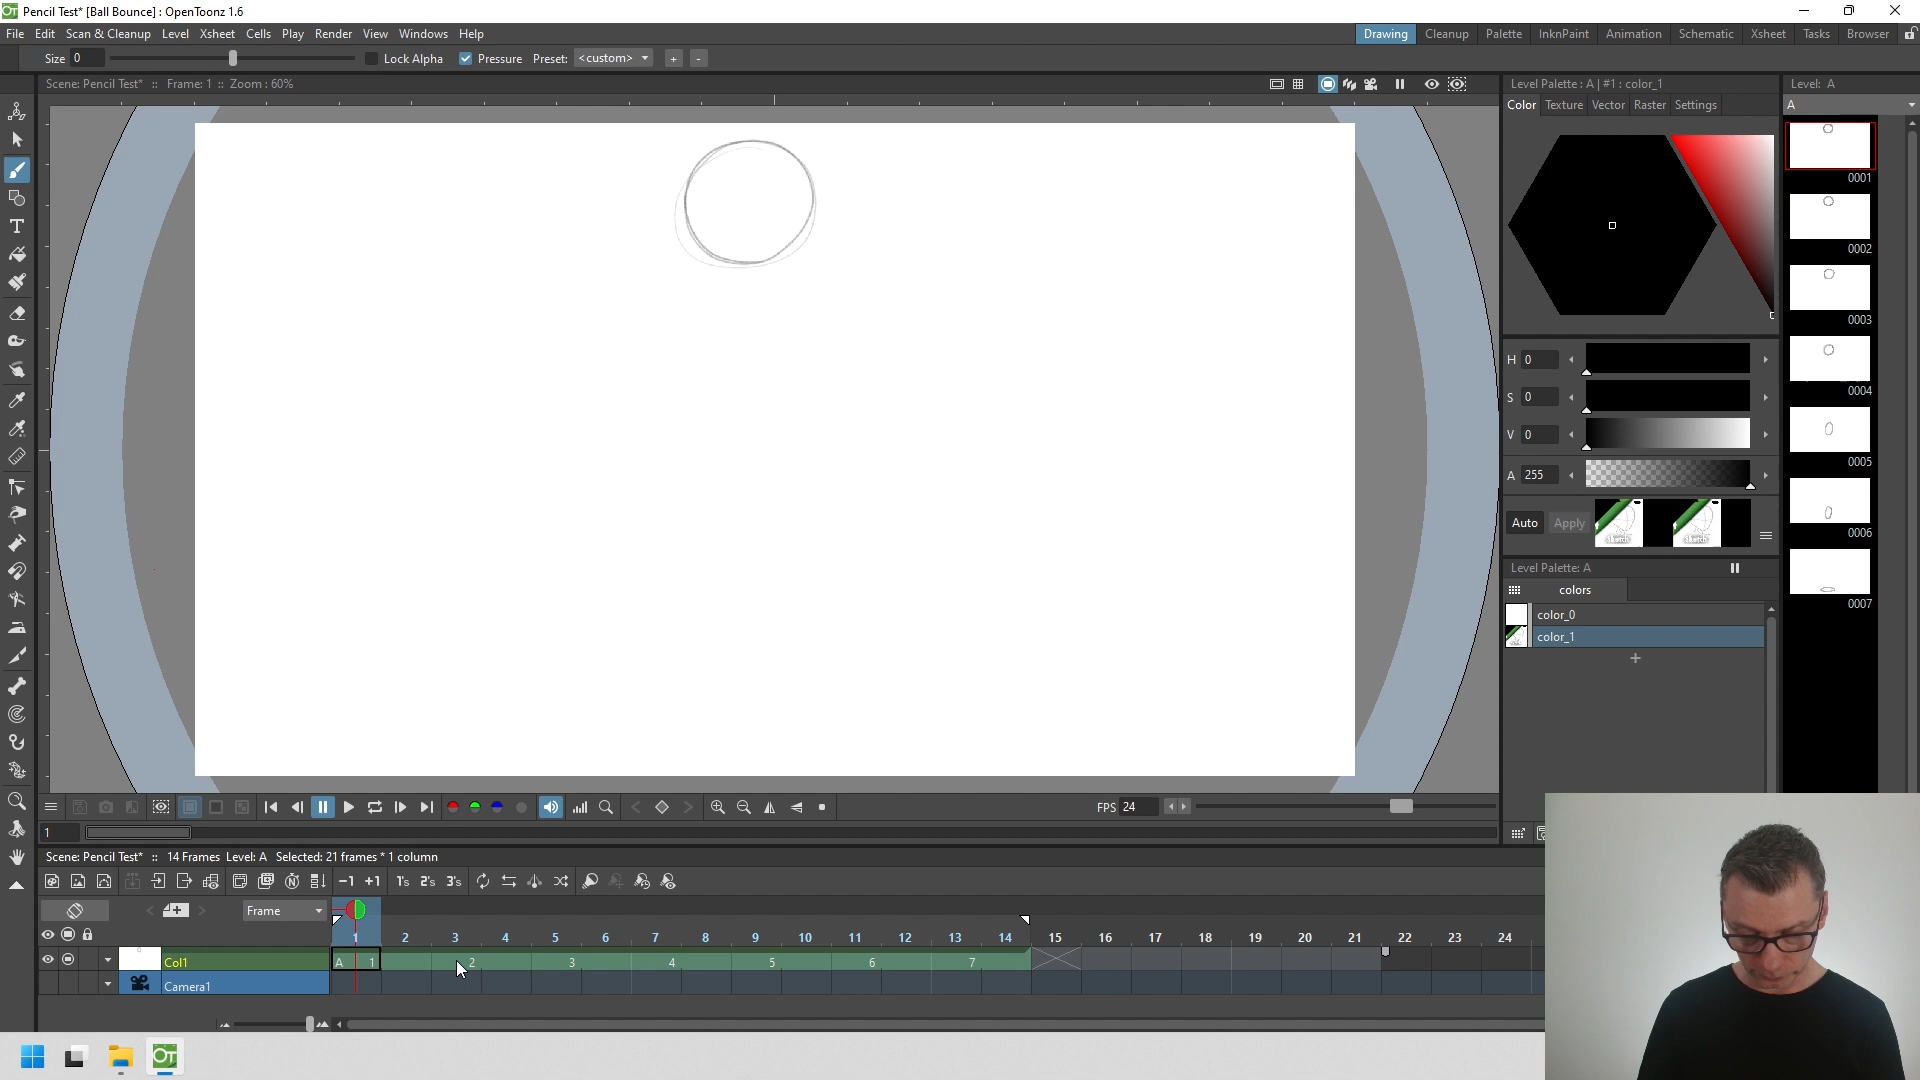 Pencil Test* [Ball Bounce] : OpenToonz 1.6
File Edit Scan & Cleanup Level Xsheet Cells Play Render View Windows Help
Drawing Cleanup Palette InknPaint Animation Schematic Xsheet Tasks Browser
Size 0 Lock Alpha Pressure Preset: <custom> + -
Scene: Pencil Test* :: Frame: 1 :: Zoom : 60%
Level Palette : A | #1 : color_1
Level: A
Color Texture Vector Raster Settings
A
0001
0002
0003
0004
0005
0006
0007
H 0
S 0
V 0
A 255
Auto Apply
Level Palette: A
colors
color_0
color_1
+
FPS 24
1
Scene: Pencil Test* :: 14 Frames Level: A Selected: 21 frames * 1 column
-1 +1 1's 2's 3's
Frame
1 2 3 4 5 6 7 8 9 10 11 12 13 14 15 16 17 18 19 20 21 22 23 24
Col1 A 1 2 3 4 5 6 7
Camera1
OT